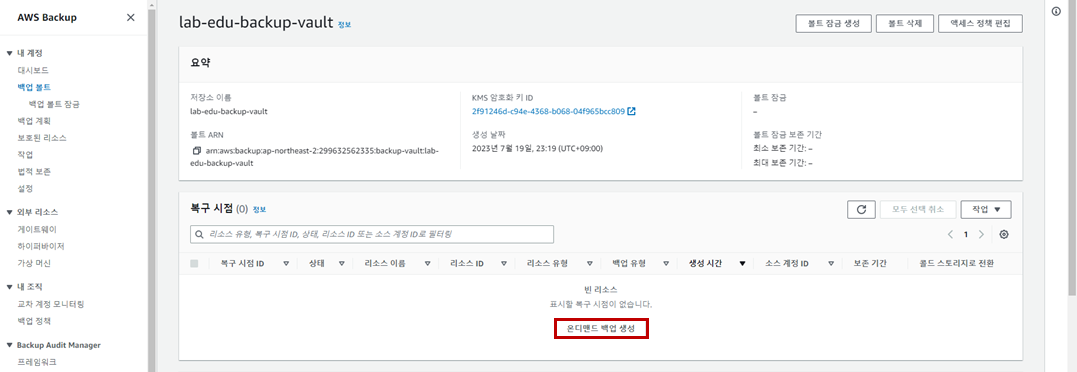 AWS Backup
내 계정
대시보드
백업 볼트
백업 볼트 잠금
백업 계획
보호된 리소스
작업
법적 보존
설정
외부 리소스
게이트웨이
하이퍼바이저
가상 머신
내 조직
교차 계정 모니터링
백업 정책
Backup Audit Manager
프레임워크
lab-edu-backup-vault 정보
볼트 잠금 생성
볼트 삭제
액세스 정책 편집
요약
저장소 이름
lab-edu-backup-vault
볼트 ARN
arn:aws:backup:ap-northeast-2:299632562335:backup-vault:lab-
edu-backup-vault
KMS 암호화 키 ID
2f91246d-c94e-4368-b068-04f965bcc809
생성 날짜
2023년 7월 19일, 23:19 (UTC+09:00)
볼트 잠금
–
볼트 잠금 보존 기간
최소 보존 기간: –
최대 보존 기간: –
복구 시점 (0) 정보
모두 선택 취소
작업
리소스 유형, 복구 시점 ID, 상태, 리소스 ID 또는 소스 계정 ID로 필터링
1
복구 시점 ID 상태 리소스 이름 리소스 ID 리소스 유형 백업 유형 생성 시간 소스 계정 ID 보존 기간 콜드 스토리지로 전환
빈 리소스
표시할 복구 시점이 없습니다.
온디맨드 백업 생성